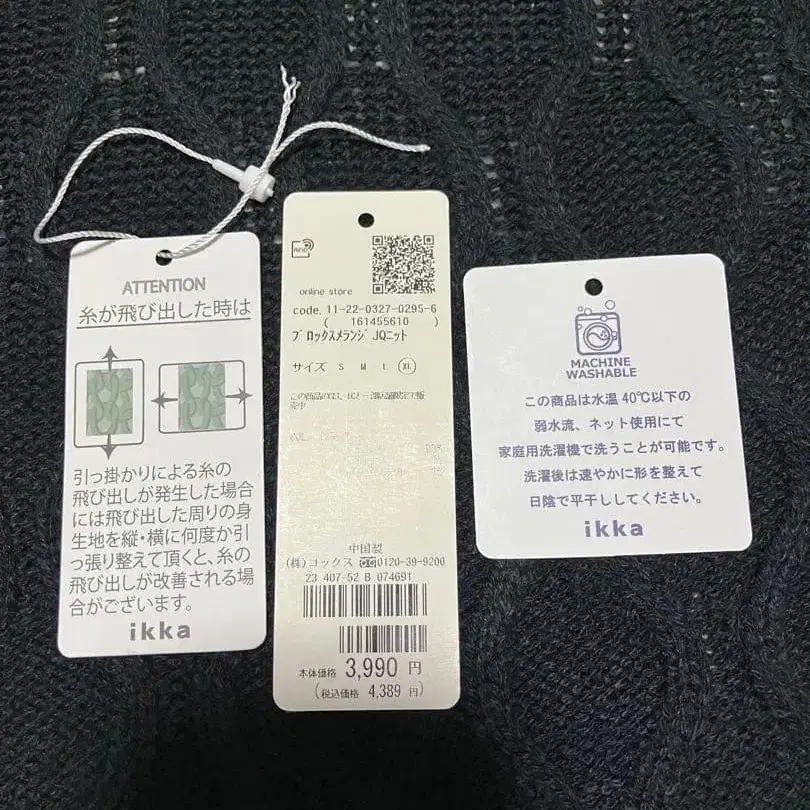 ATTENTION
糸が飛び出した時は
引っ掛かりによる糸の
飛び出しが発生した場合
には飛び出した周りの身
生地を縦・横に何度か引
っ張り整えて頂くと、糸の
飛び出しが改善される場
合がございます。
ikka
RFID
online store
code. 11-22-0327-0295-6
( 161455610 )
ﾌﾞﾛｯｸｽﾒﾗﾝｼﾞ JQニット
サイズ S M L XL
中国製
(株)コックス 0120-39-9200
23 407-52 B 074691
本体価格 3,990 円
(税込価格 4,389 円)
MACHINE
WASHABLE
この商品は水温 40℃以下の
弱水流、ネット使用にて
家庭用洗濯機で洗うことが可能です。
洗濯後は速やかに形を整えて
日陰で平干ししてください。
ikka